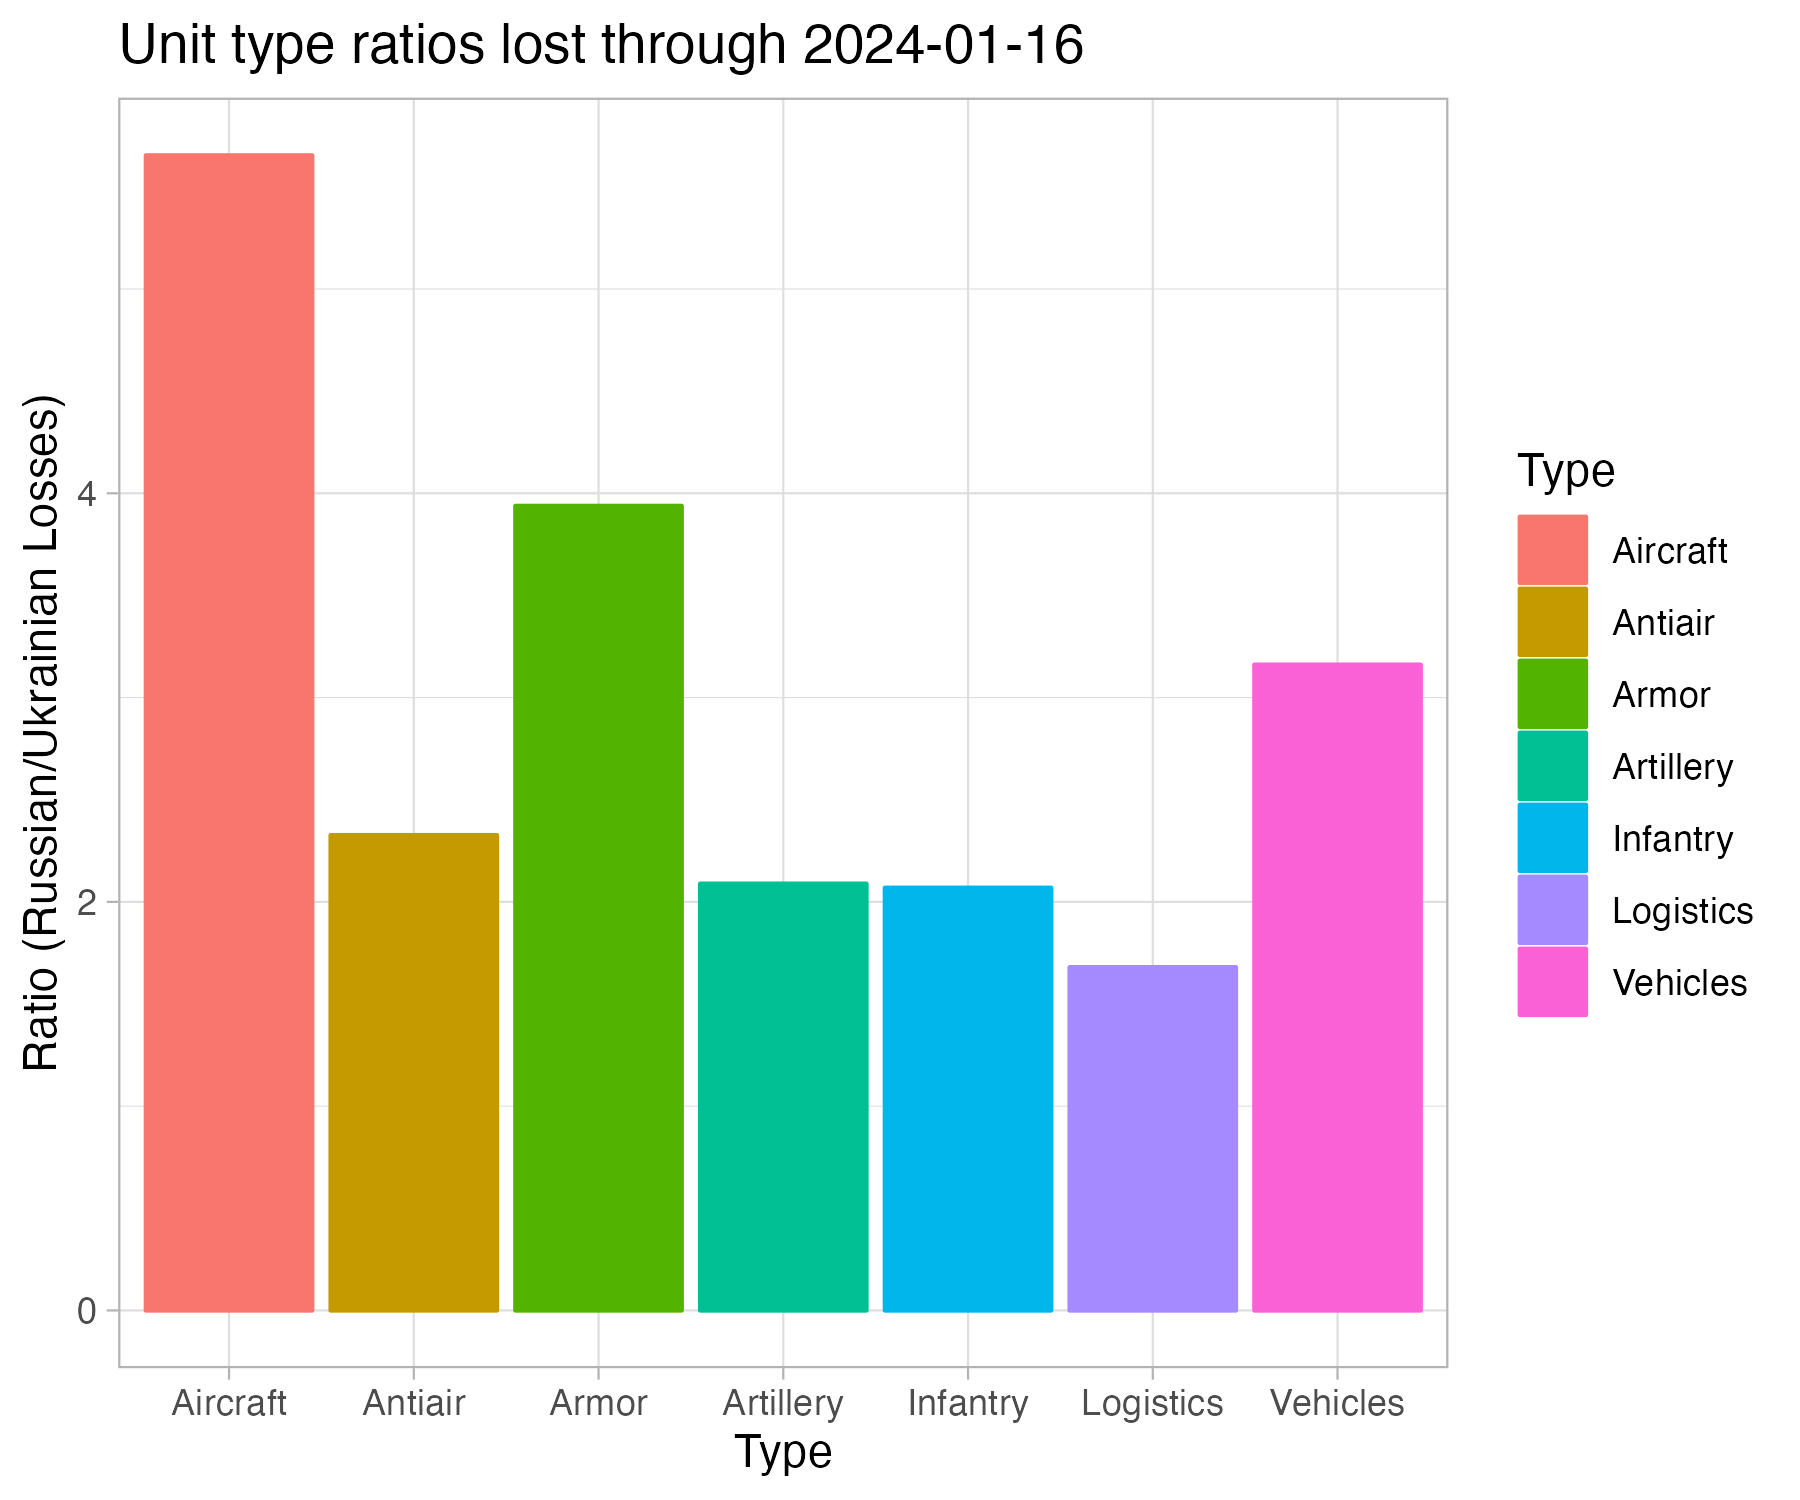 Unit type ratios lost through 2024-01-16
Ratio (Russian/Ukrainian Losses)
4
2
0
Aircraft Antiair Armor Artillery Infantry Logistics Vehicles
Type
Type
Aircraft
Antiair
Armor
Artillery
Infantry
Logistics
Vehicles